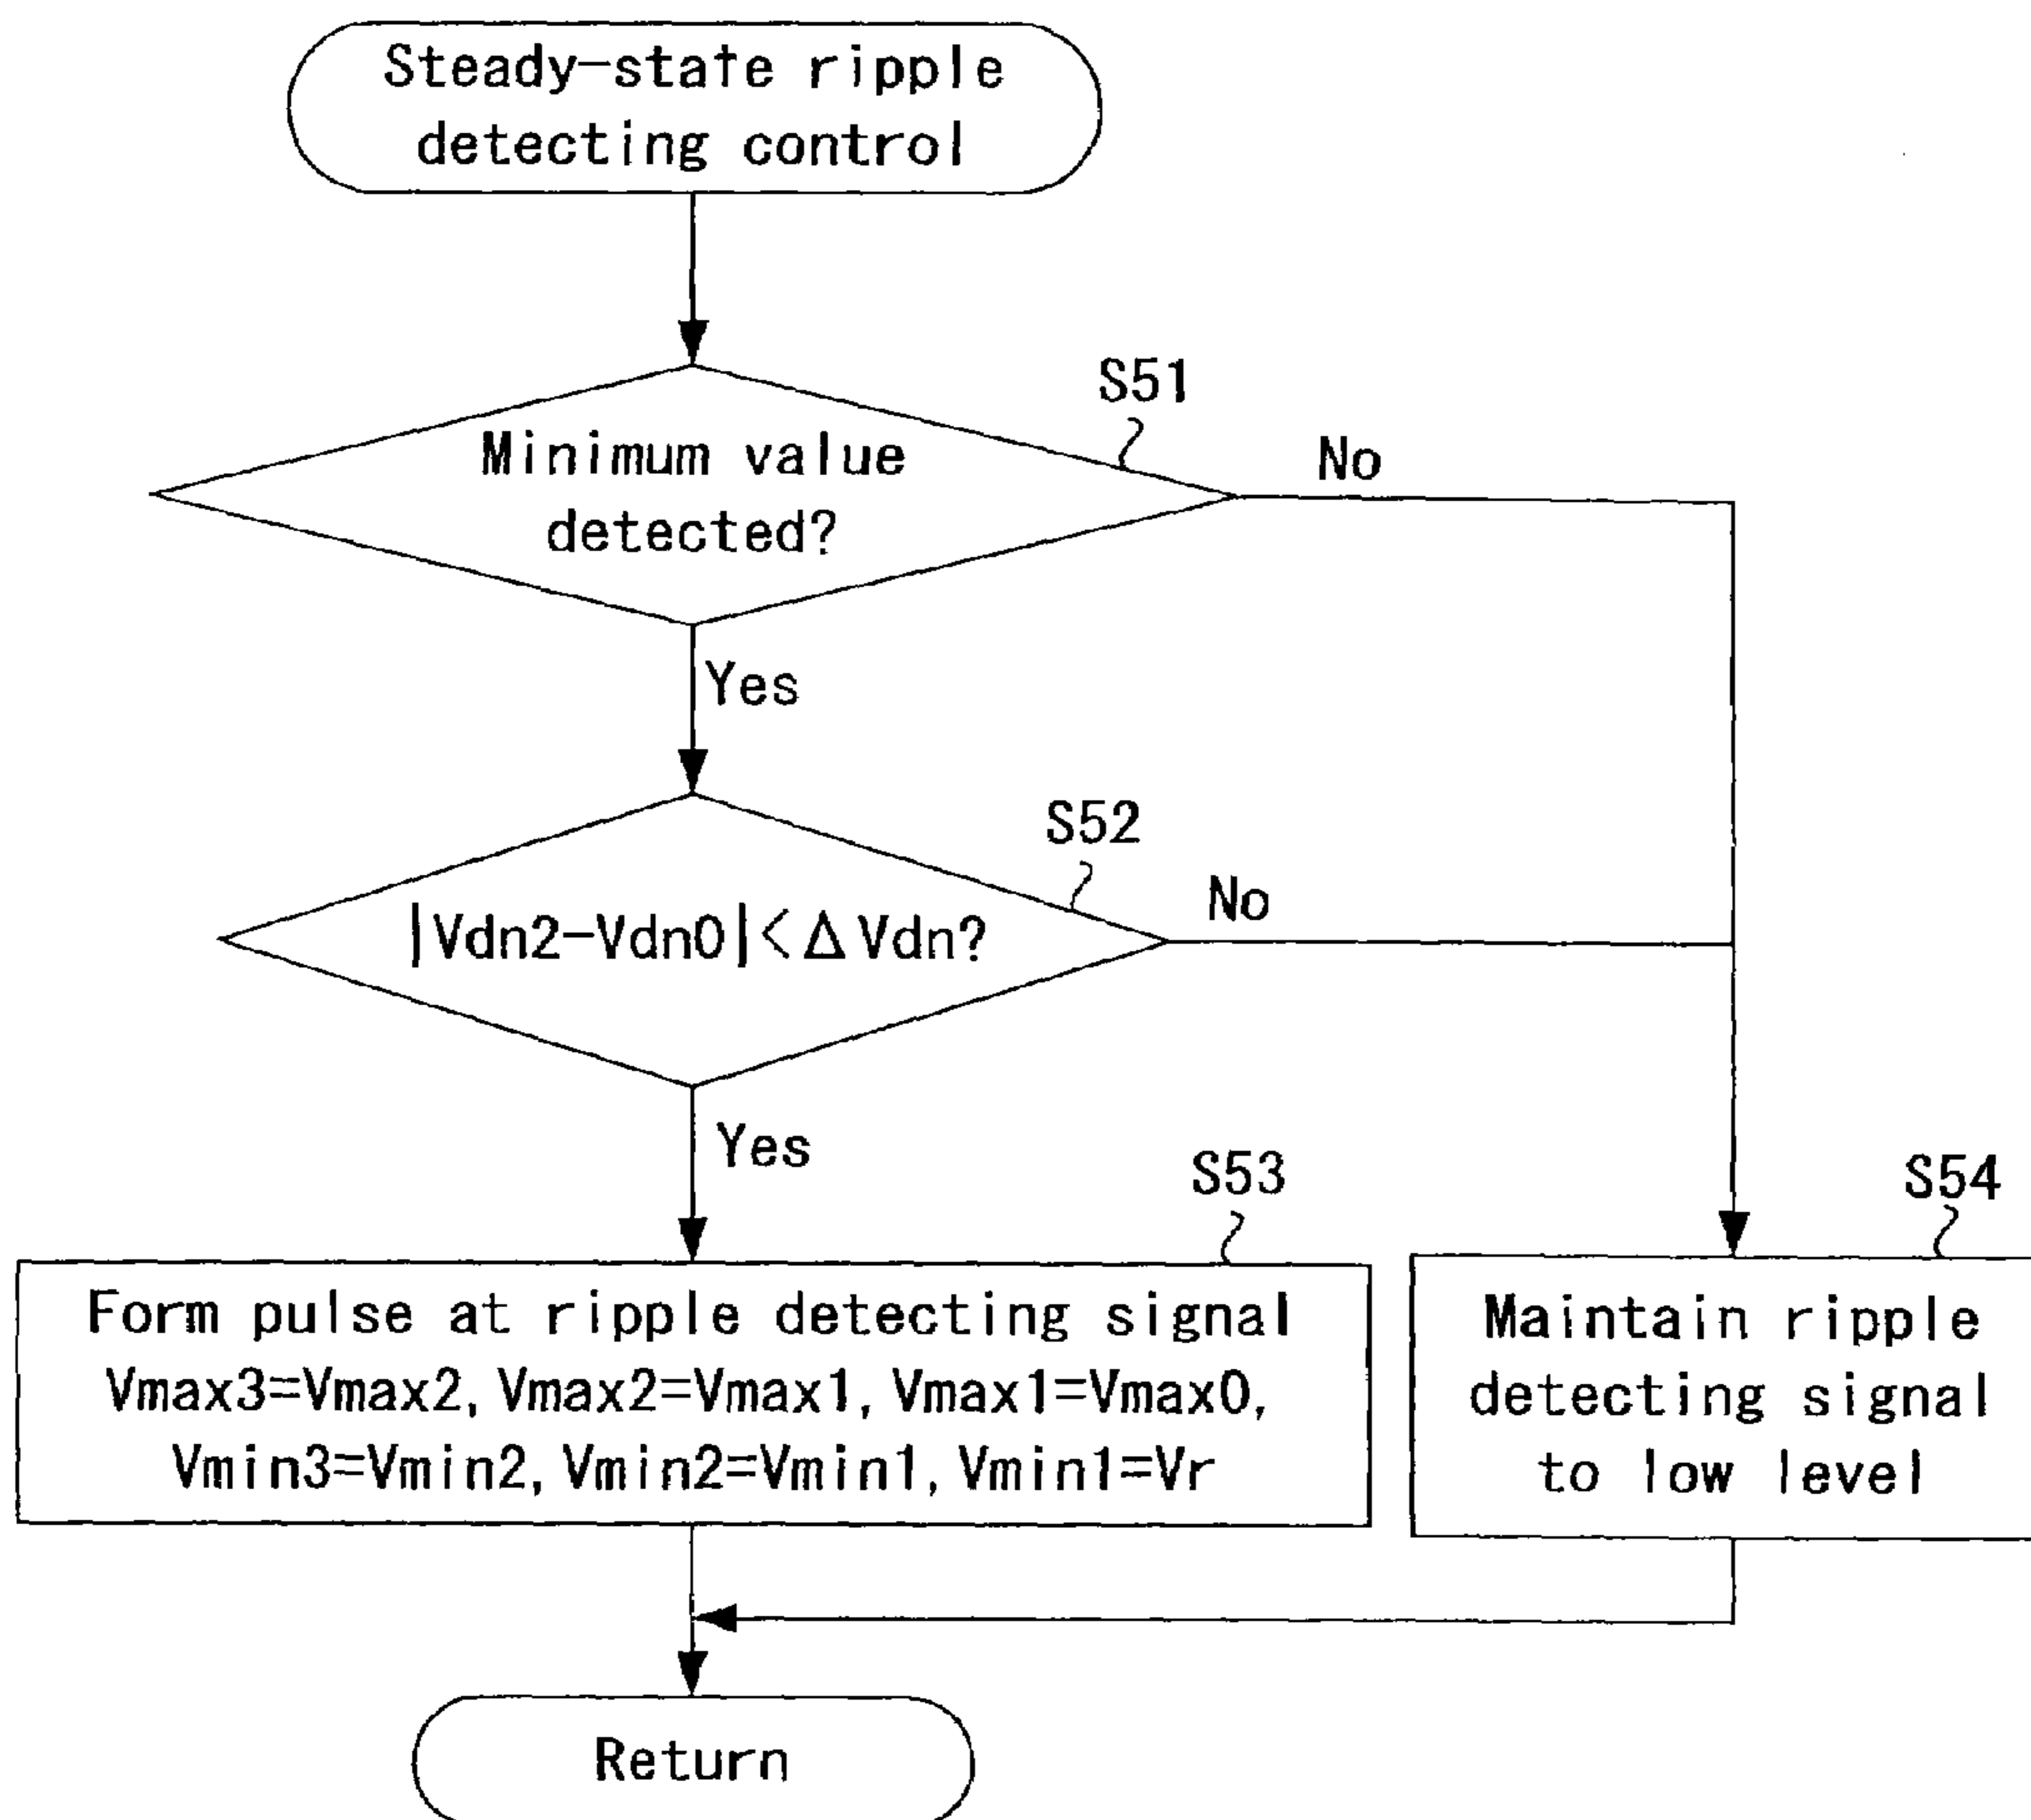 Steady-state ripple
detecting control
S51
Minimum value
detected?
No
Yes
S52
|Vdn2-Vdn0|<ΔVdn?
No
Yes
S53
Form pulse at ripple detecting signal
Vmax3=Vmax2, Vmax2=Vmax1, Vmax1=Vmax0,
Vmin3=Vmin2, Vmin2=Vmin1, Vmin1=Vr
S54
Maintain ripple
detecting signal
to low level
Return